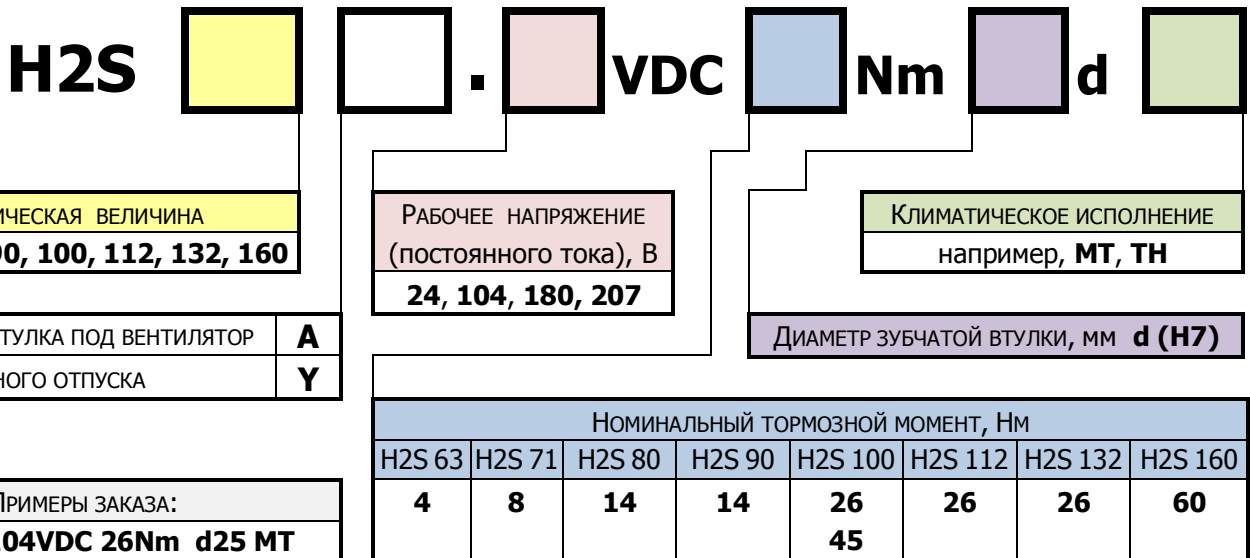 H2S . VDC Nm d
ИЧЕСКАЯ ВЕЛИЧИНА
90, 100, 112, 132, 160
РАБОЧЕЕ НАПРЯЖЕНИЕ
(постоянного тока), В
24, 104, 180, 207
КЛИМАТИЧЕСКОЕ ИСПОЛНЕНИЕ
например, МТ, ТН
ТУЛКА ПОД ВЕНТИЛЯТОР A
НОГО ОТПУСКА Y
ДИАМЕТР ЗУБЧАТОЙ ВТУЛКИ, ММ d (H7)
НОМИНАЛЬНЫЙ ТОРМОЗНОЙ МОМЕНТ, НМ
H2S 63 H2S 71 H2S 80 H2S 90 H2S 100 H2S 112 H2S 132 H2S 160
4 8 14 14 26 26 26 60
45
ПРИМЕРЫ ЗАКАЗА:
104VDC 26Nm d25 MT